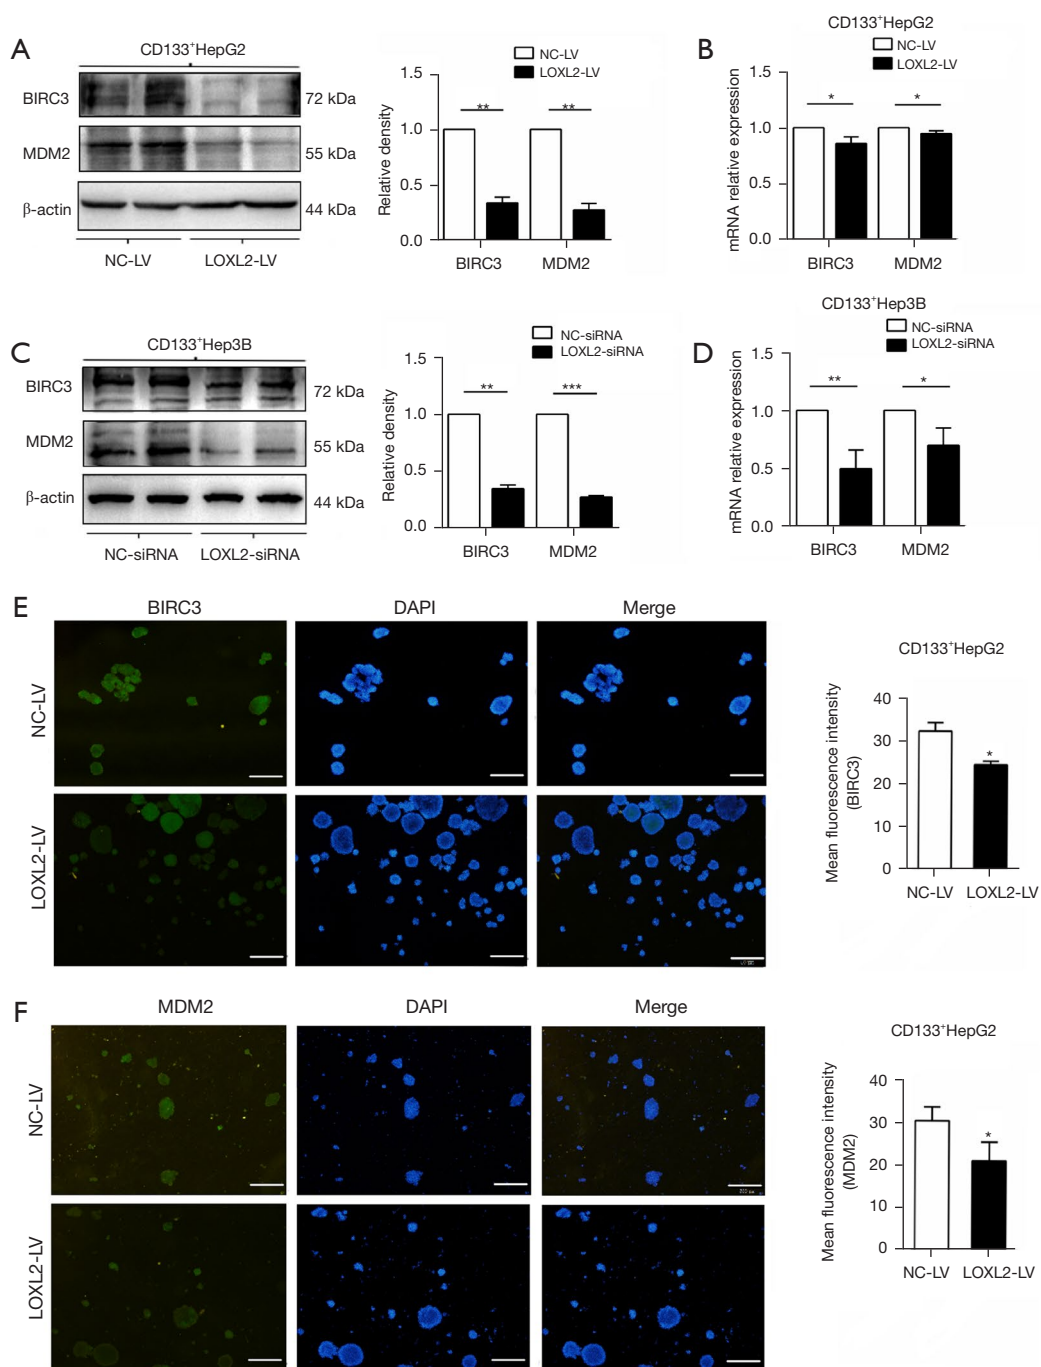 A
CD133+HepG2
BIRC3
72 kDa
MDM2
55 kDa
β-actin
44 kDa
NC-LV
LOXL2-LV
NC-LV
LOXL2-LV
Relative density
1.5
1.0
0.5
0.0
**
**
BIRC3
MDM2
B
CD133+HepG2
NC-LV
LOXL2-LV
mRNA relative expression
1.5
1.0
0.5
0.0
*
*
BIRC3
MDM2
C
CD133+Hep3B
BIRC3
72 kDa
MDM2
55 kDa
β-actin
44 kDa
NC-siRNA
LOXL2-siRNA
NC-siRNA
LOXL2-siRNA
Relative density
1.5
1.0
0.5
0.0
**
***
BIRC3
MDM2
D
CD133+Hep3B
NC-siRNA
LOXL2-siRNA
mRNA relative expression
1.5
1.0
0.5
0.0
**
*
BIRC3
MDM2
E
BIRC3
DAPI
Merge
NC-LV
LOXL2-LV
CD133+HepG2
Mean fluorescence intensity
(BIRC3)
40
30
20
10
0
*
NC-LV
LOXL2-LV
F
MDM2
DAPI
Merge
NC-LV
LOXL2-LV
CD133+HepG2
Mean fluorescence intensity
(MDM2)
40
30
20
10
0
*
NC-LV
LOXL2-LV